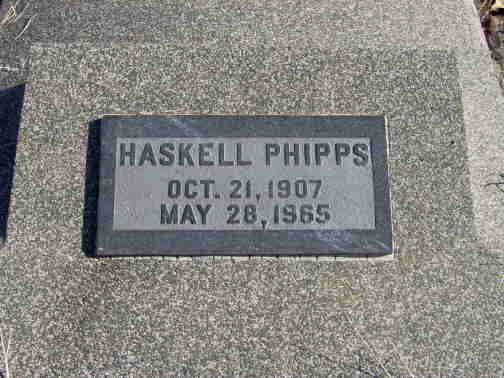 HASKELL PHIPPS
OCT. 21, 1907
MAY 28, 1965